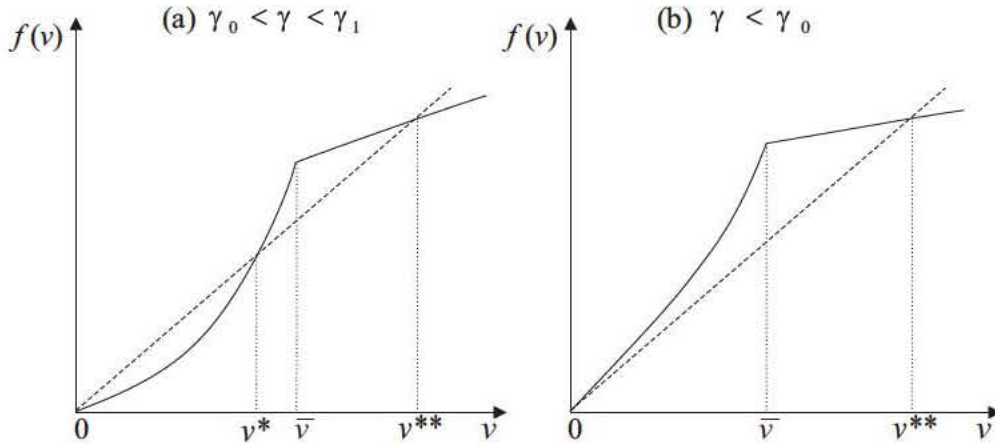 (a) γ₀ < γ < γ₁
f(v)
0 v* v̅ v** v
(b) γ < γ₀
f(v)
0 v̅ v** v